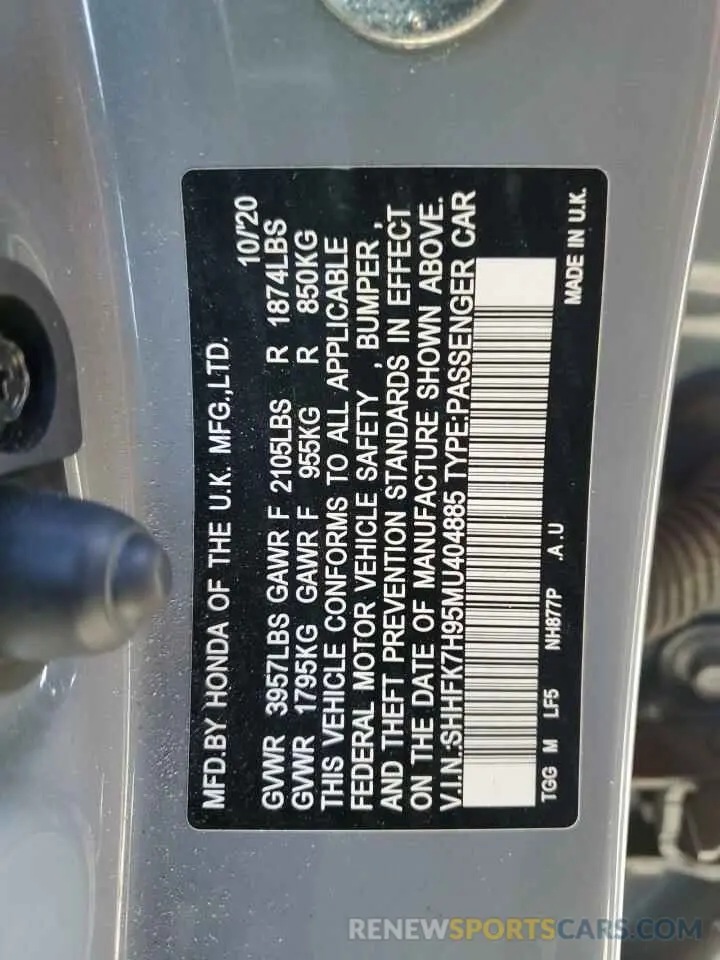 MFD.BY HONDA OF THE U.K. MFG.,LTD. 10/'20
GVWR 3957LBS GAWR F 2105LBS R 1874LBS
GVWR 1795KG GAWR F 955KG R 850KG
THIS VEHICLE CONFORMS TO ALL APPLICABLE
FEDERAL MOTOR VEHICLE SAFETY , BUMPER ,
AND THEFT PREVENTION STANDARDS IN EFFECT
ON THE DATE OF MANUFACTURE SHOWN ABOVE.
V.I.N.:SHHFK7H95MU404885 TYPE:PASSENGER CAR
TGG M LF5 NH877P .A .U MADE IN U.K.
RENEWSPORTSCARS.COM